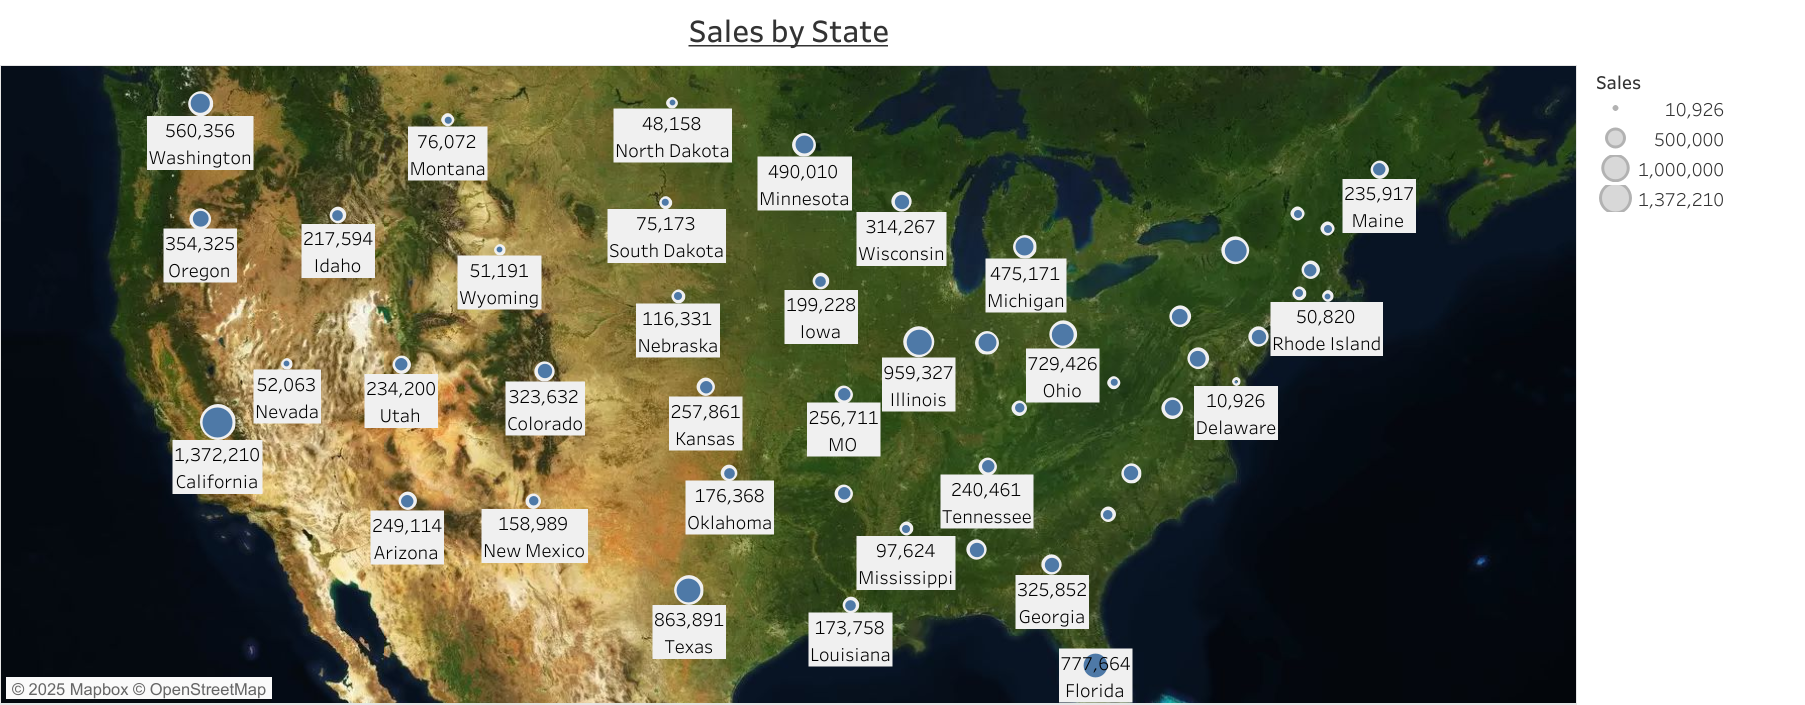 Sales by State
Sales
10,926
500,000
1,000,000
1,372,210
560,356
Washington
76,072
Montana
48,158
North Dakota
490,010
Minnesota
235,917
Maine
354,325
Oregon
217,594
Idaho
51,191
Wyoming
75,173
South Dakota
314,267
Wisconsin
475,171
Michigan
116,331
Nebraska
199,228
Iowa
50,820
Rhode Island
52,063
Nevada
234,200
Utah
323,632
Colorado
257,861
Kansas
256,711
MO
959,327
Illinois
729,426
Ohio
10,926
Delaware
1,372,210
California
249,114
Arizona
158,989
New Mexico
176,368
Oklahoma
240,461
Tennessee
97,624
Mississippi
325,852
Georgia
863,891
Texas
173,758
Louisiana
777,664
Florida
© 2025 Mapbox © OpenStreetMap